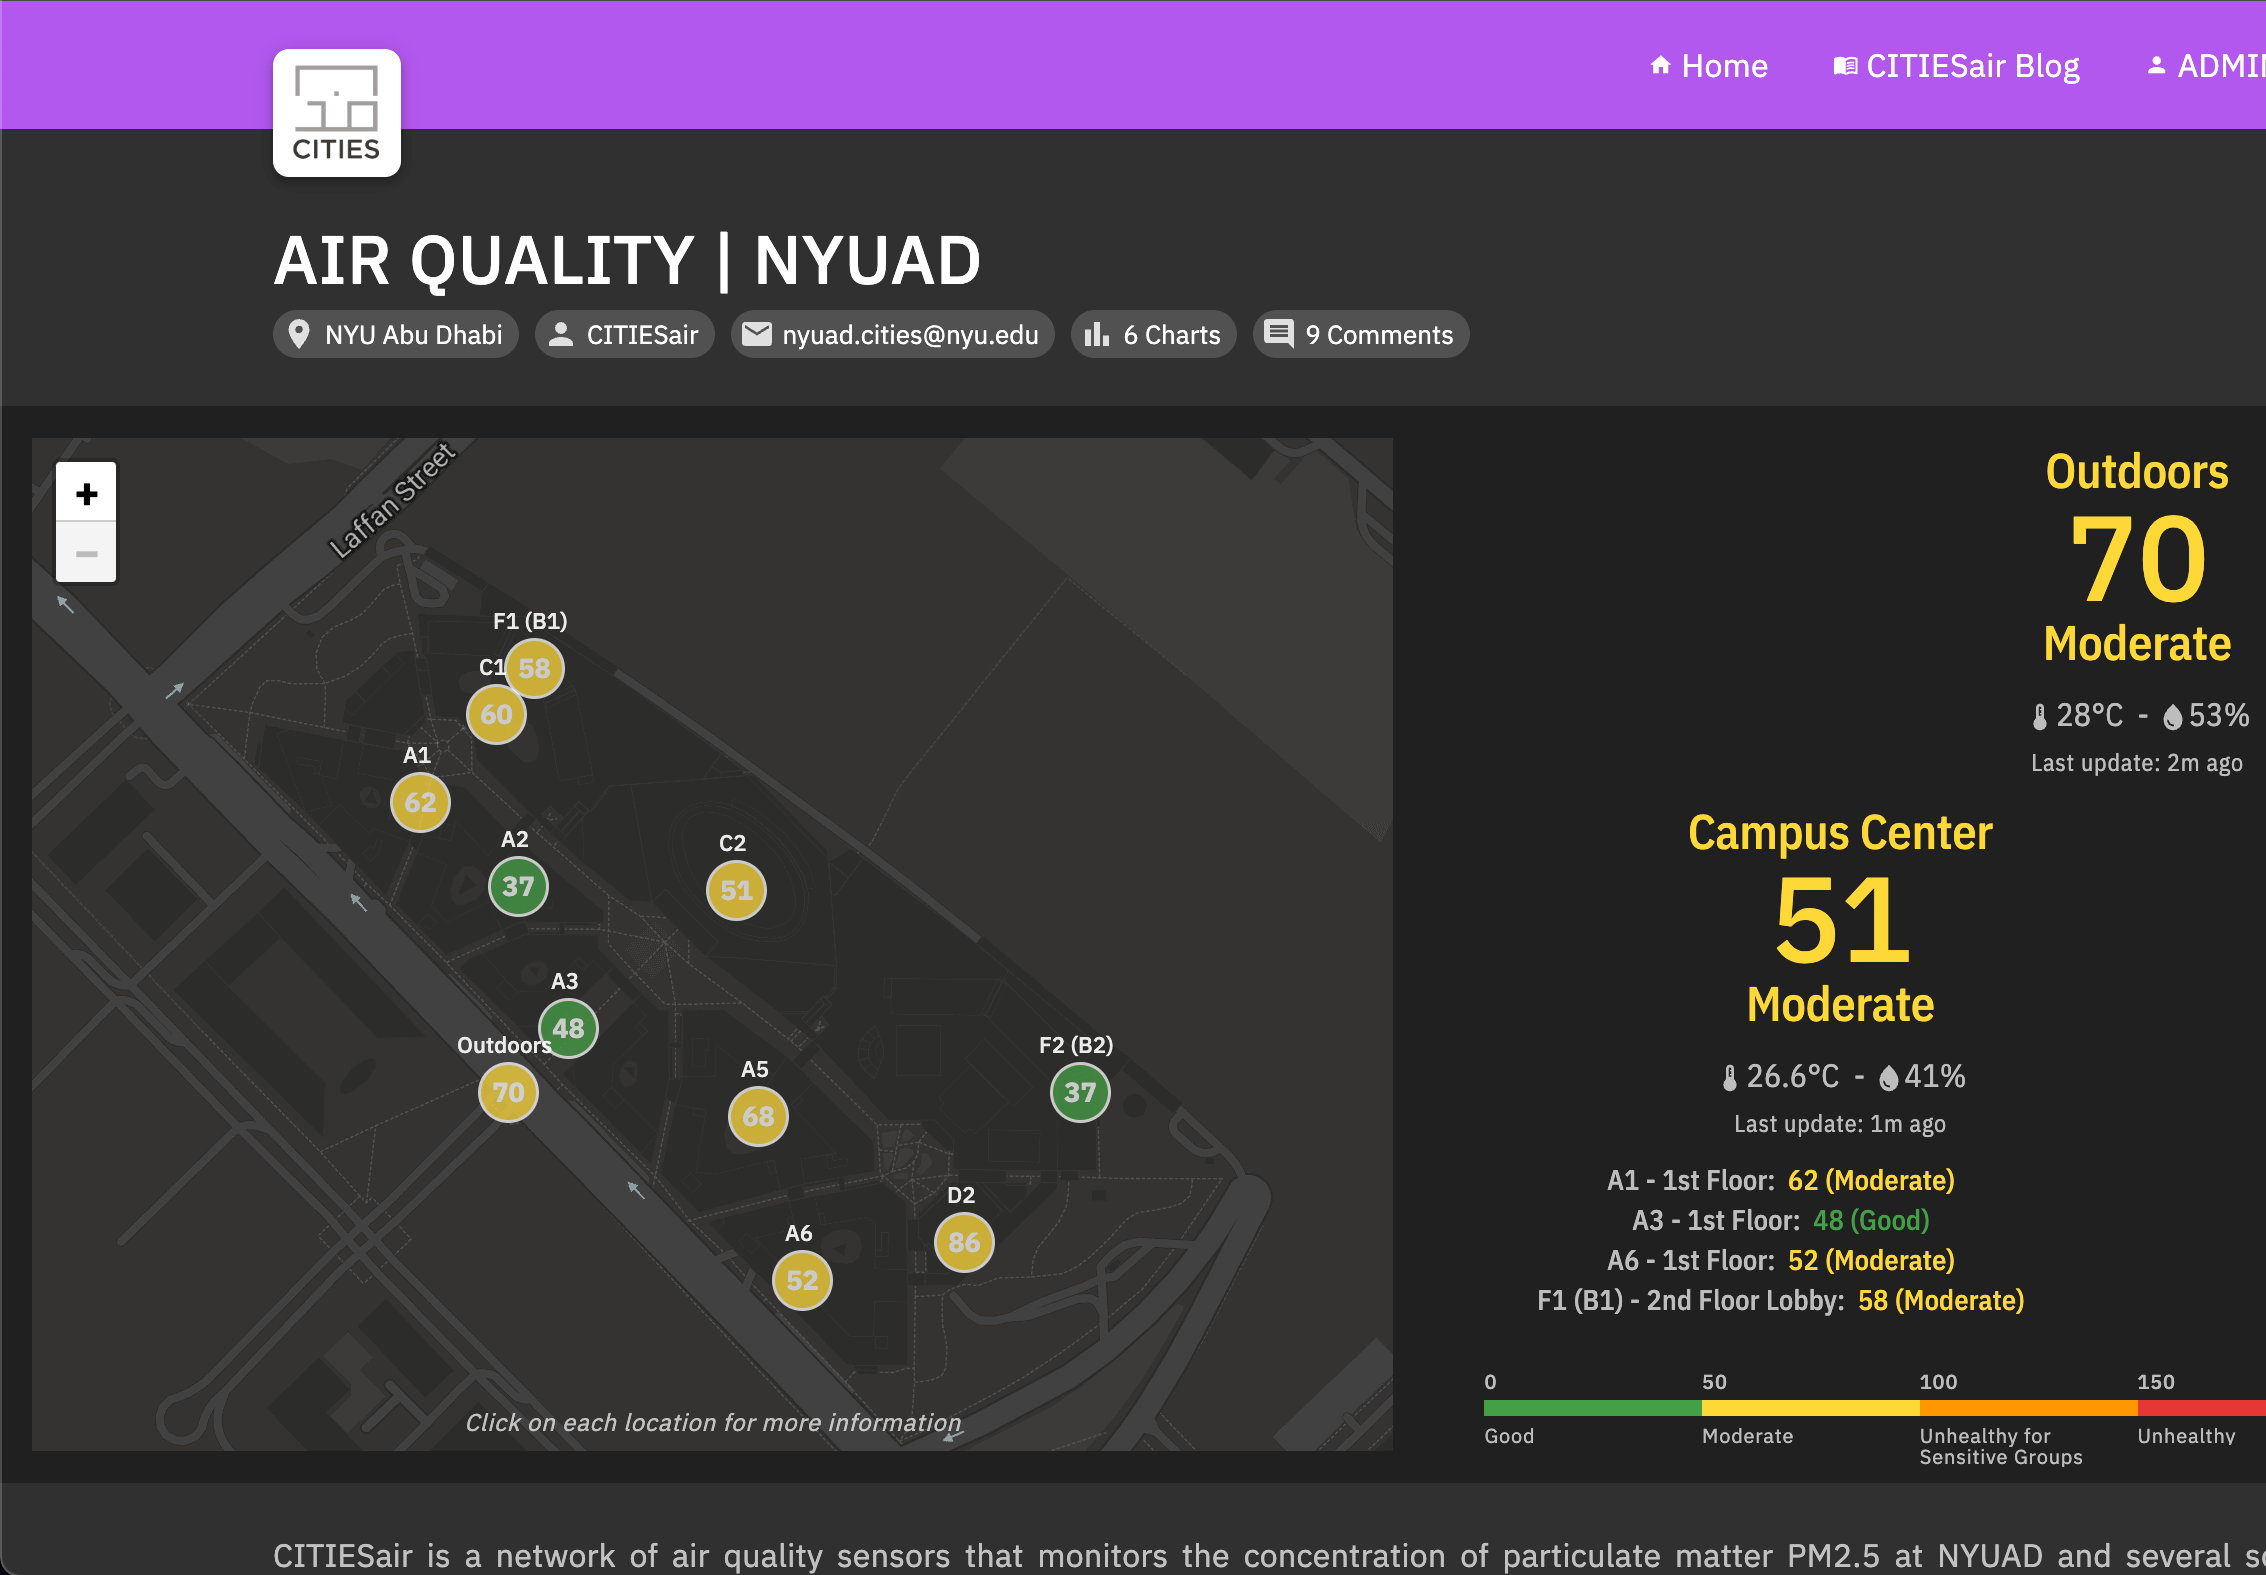 Home
CITIESair Blog
CITIES
AIR QUALITY | NYUAD
NYU Abu Dhabi
CITIESair
nyuad.cities@nyu.edu
6 Charts
9 Comments
+
−
Laffan Street
F1 (B1)
58
C1
60
A1
62
A2
37
C2
51
A3
48
Outdoors
70
A5
68
F2 (B2)
37
D2
86
A6
52
Click on each location for more information
Outdoors
70
Moderate
28°C - 53%
Last update: 2m ago
Campus Center
51
Moderate
26.6°C - 41%
Last update: 1m ago
A1 - 1st Floor: 62 (Moderate)
A3 - 1st Floor: 48 (Good)
A6 - 1st Floor: 52 (Moderate)
F1 (B1) - 2nd Floor Lobby: 58 (Moderate)
0 50 100 150
Good Moderate Unhealthy for Unhealthy
Sensitive Groups
CITIESair is a network of air quality sensors that monitors the concentration of particulate matter PM2.5 at NYUAD and several